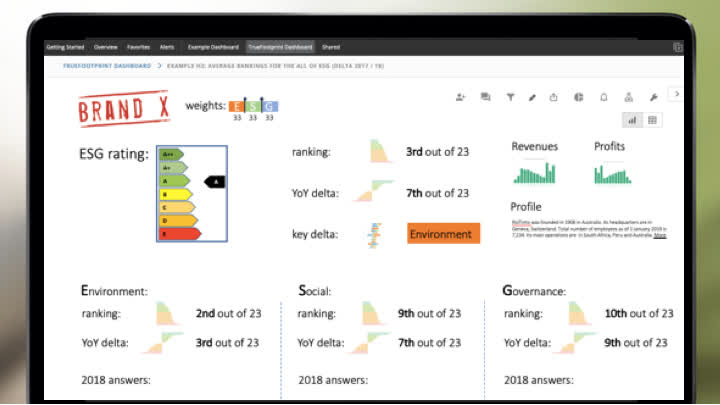 Getting Started Overview Favorites Alerts Example Dashboard TrueFootprint Dashboard Shared
TRUEFOOTPRINT DASHBOARD > EXAMPLE H2: AVERAGE RANKINGS FOR THE ALL OF ESG (DELTA 2017 / 18)
BRAND X
weights: E S G
33 33 33
ESG rating:
A++
A+
A
B
C
D
E
A
ranking: 3rd out of 23
YoY delta: 7th out of 23
key delta: Environment
Revenues Profits
Profile
was founded in in Australia. Its headquarters are in
Geneva, Switzerland. Total number of employees as of 1 January 2019 is
7,234. Its main operations are in South Africa, Peru and Australia. More
Environment:
ranking: 2nd out of 23
YoY delta: 3rd out of 23
2018 answers:
Social:
ranking: 9th out of 23
YoY delta: 7th out of 23
2018 answers:
Governance:
ranking: 10th out of 23
YoY delta: 9th out of 23
2018 answers: